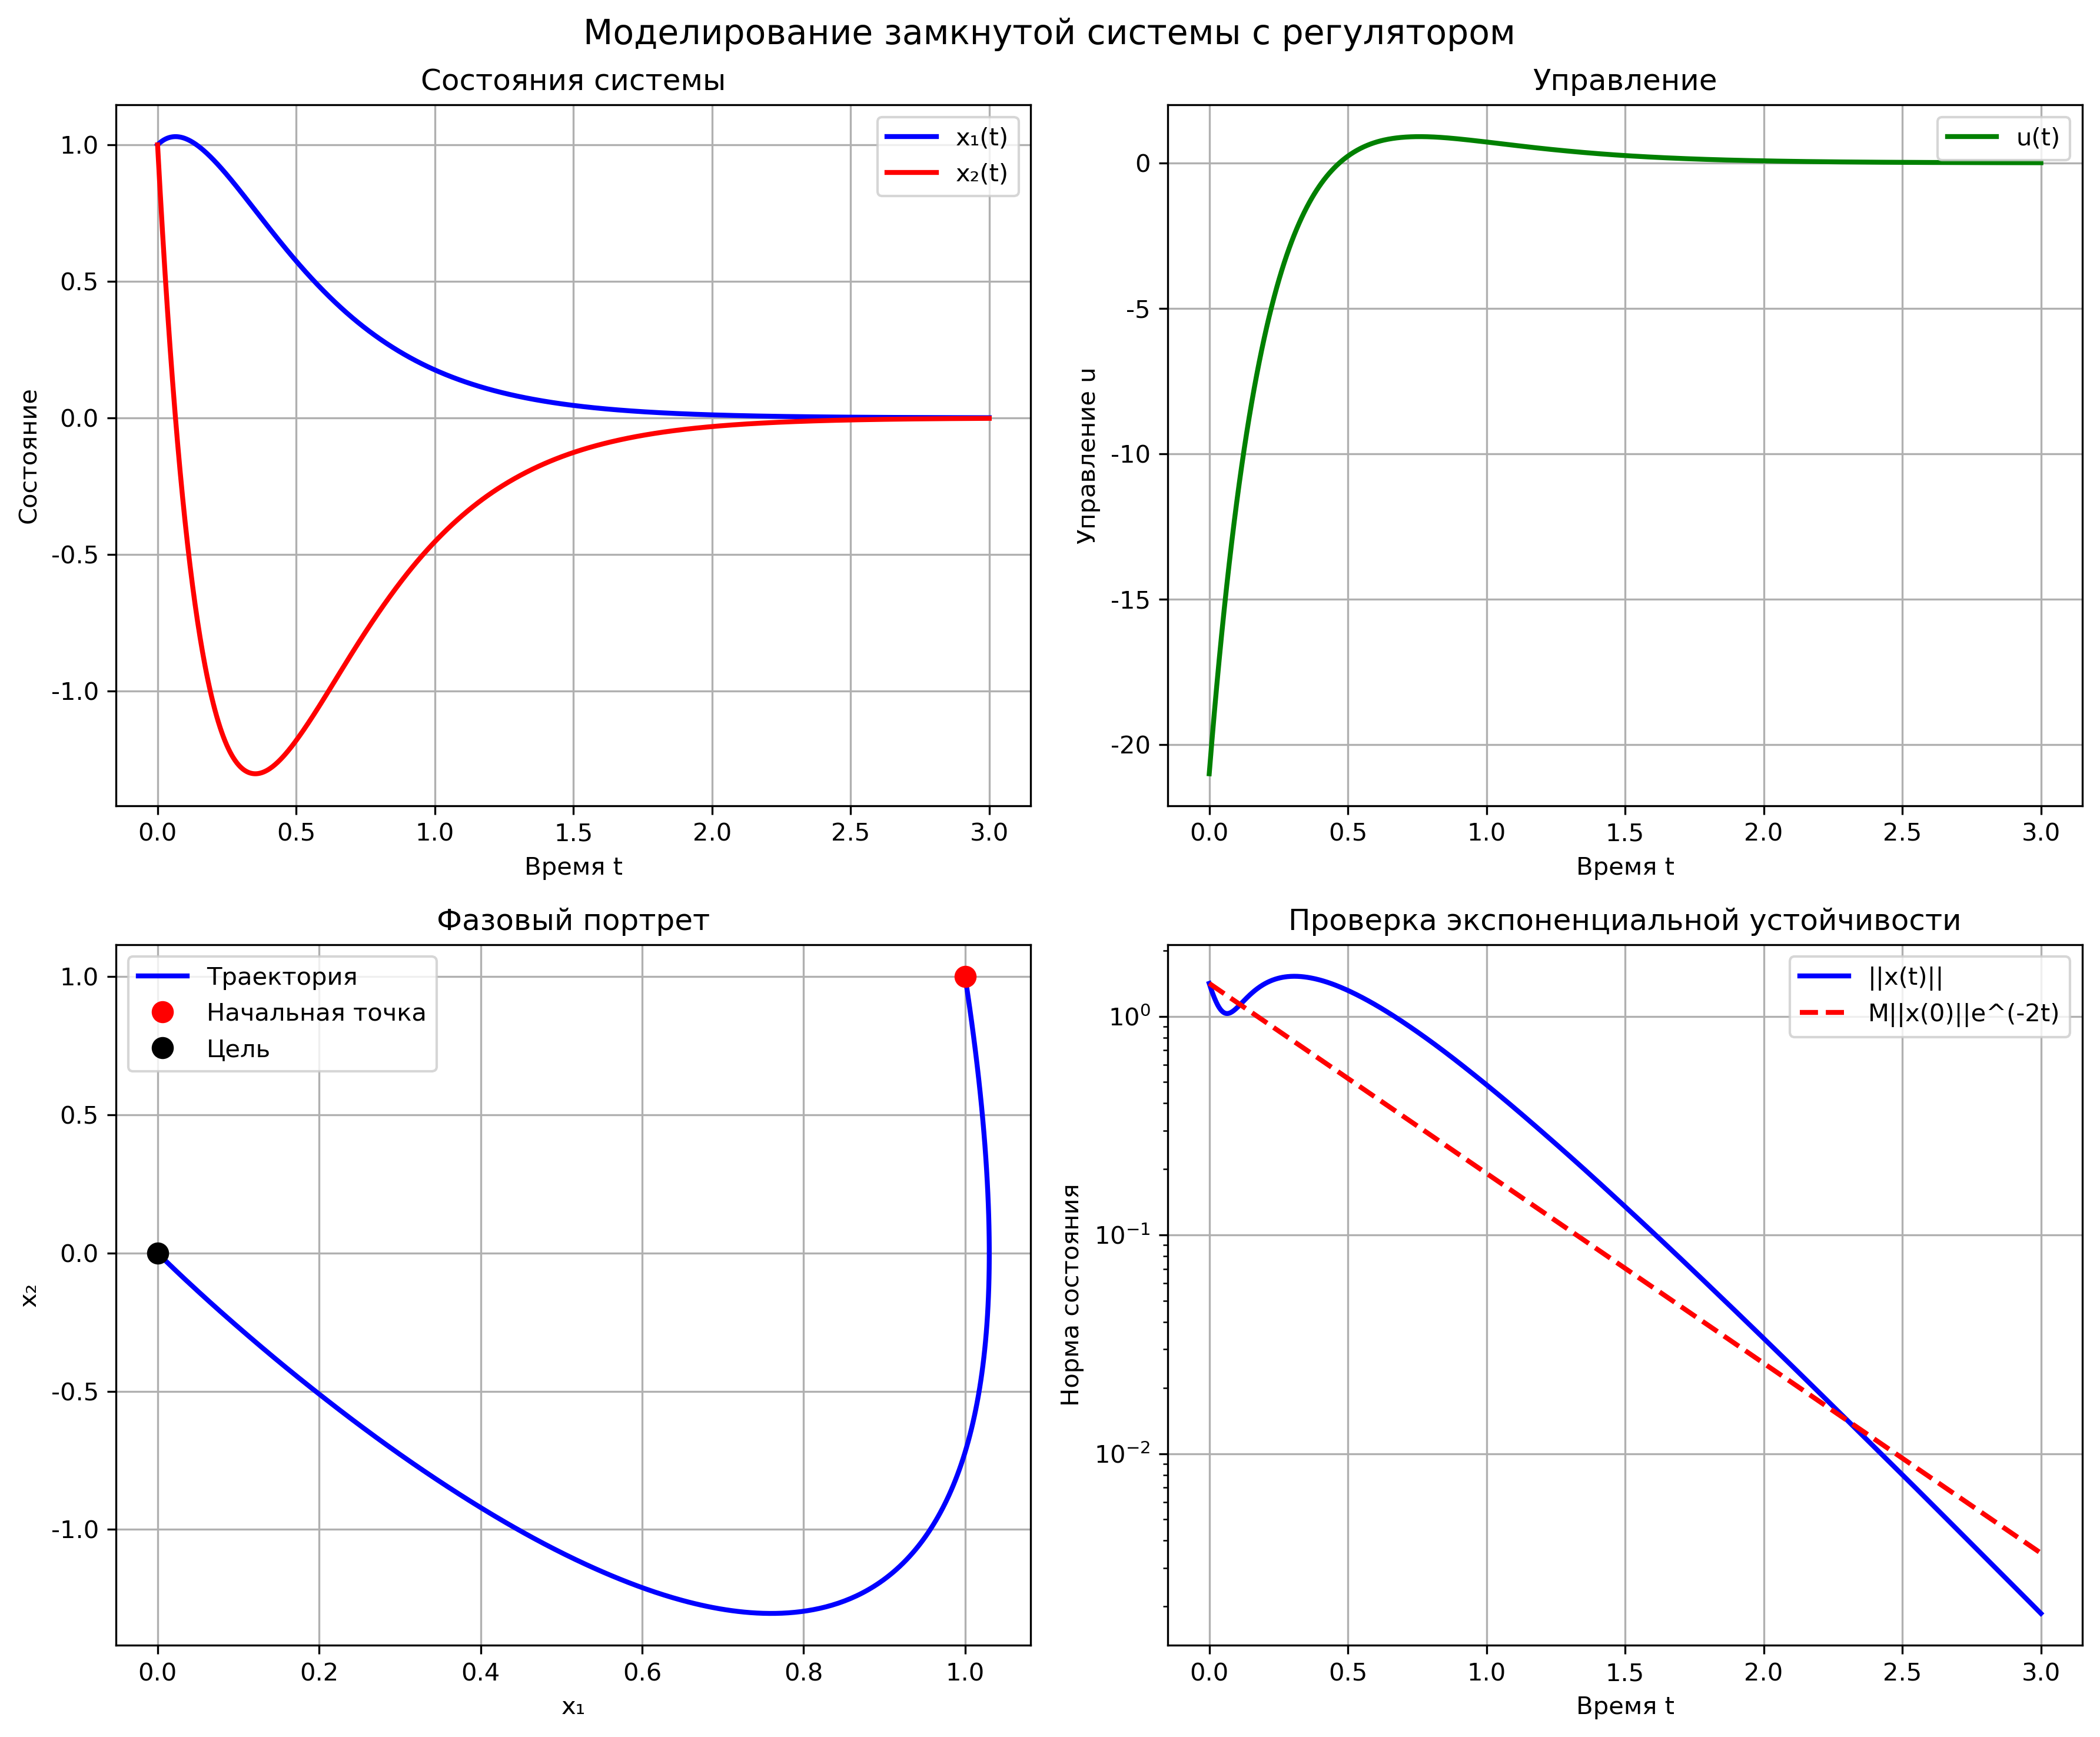 Моделирование замкнутой системы с регулятором
Состояния системы
x₁(t)
x₂(t)
1.0
0.5
0.0
-0.5
-1.0
Состояние
0.0 0.5 1.0 1.5 2.0 2.5 3.0
Время t
Управление
u(t)
0
-5
-10
-15
-20
Управление u
0.0 0.5 1.0 1.5 2.0 2.5 3.0
Время t
Фазовый портрет
Траектория
Начальная точка
Цель
1.0
0.5
0.0
-0.5
-1.0
x₂
0.0 0.2 0.4 0.6 0.8 1.0
x₁
Проверка экспоненциальной устойчивости
||x(t)||
M||x(0)||e^(-2t)
10⁰
10⁻¹
10⁻²
Норма состояния
0.0 0.5 1.0 1.5 2.0 2.5 3.0
Время t